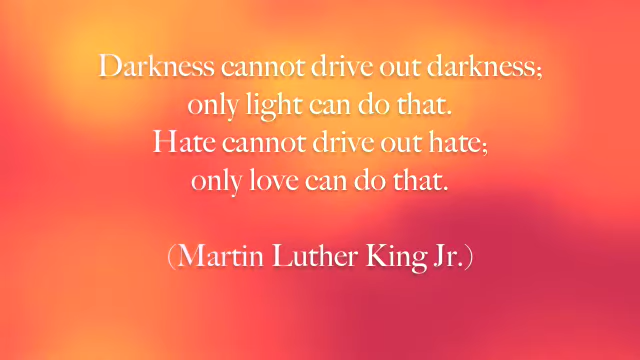 Darkness cannot drive out darkness;
only light can do that.
Hate cannot drive out hate;
only love can do that.
(Martin Luther King Jr.)